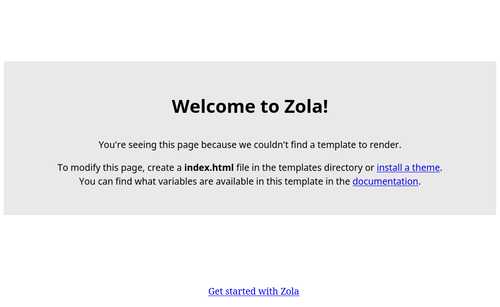 Welcome to Zola!
You're seeing this page because we couldn't find a template to render.
To modify this page, create a index.html file in the templates directory or install a theme.
You can find what variables are available in this template in the documentation.
Get started with Zola